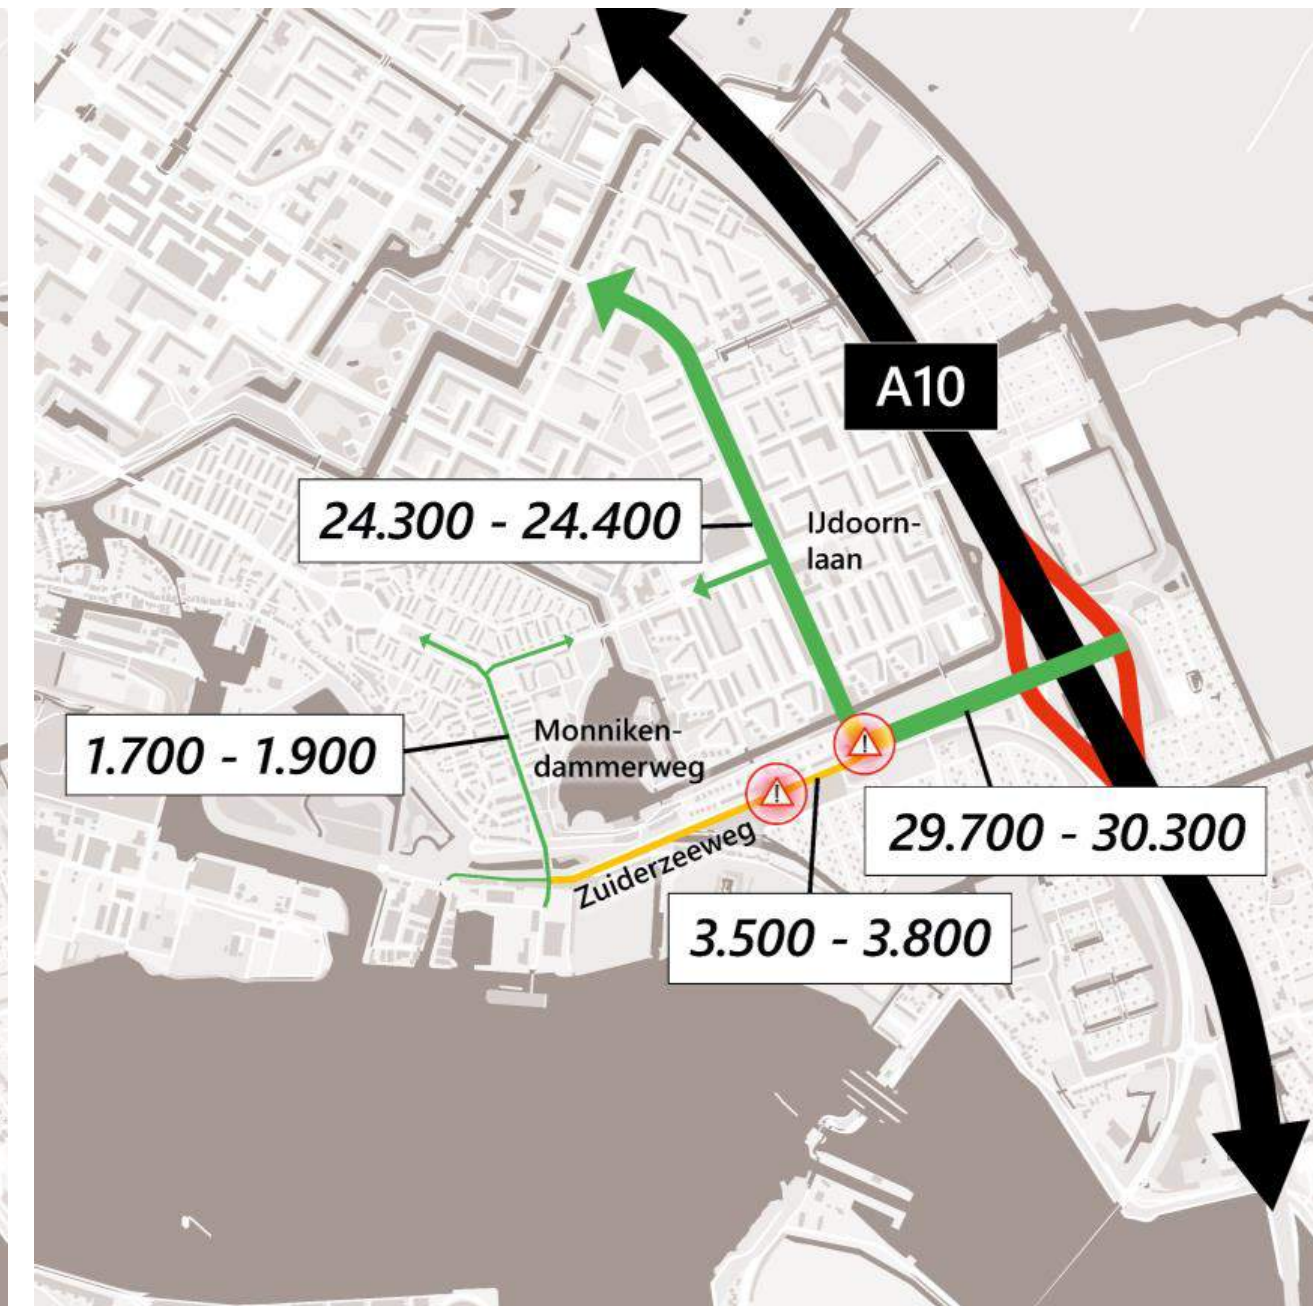 A10
24.300 - 24.400
IJdoorn-
laan
1.700 - 1.900
Monniken-
dammerweg
29.700 - 30.300
Zuiderzeeweg
3.500 - 3.800